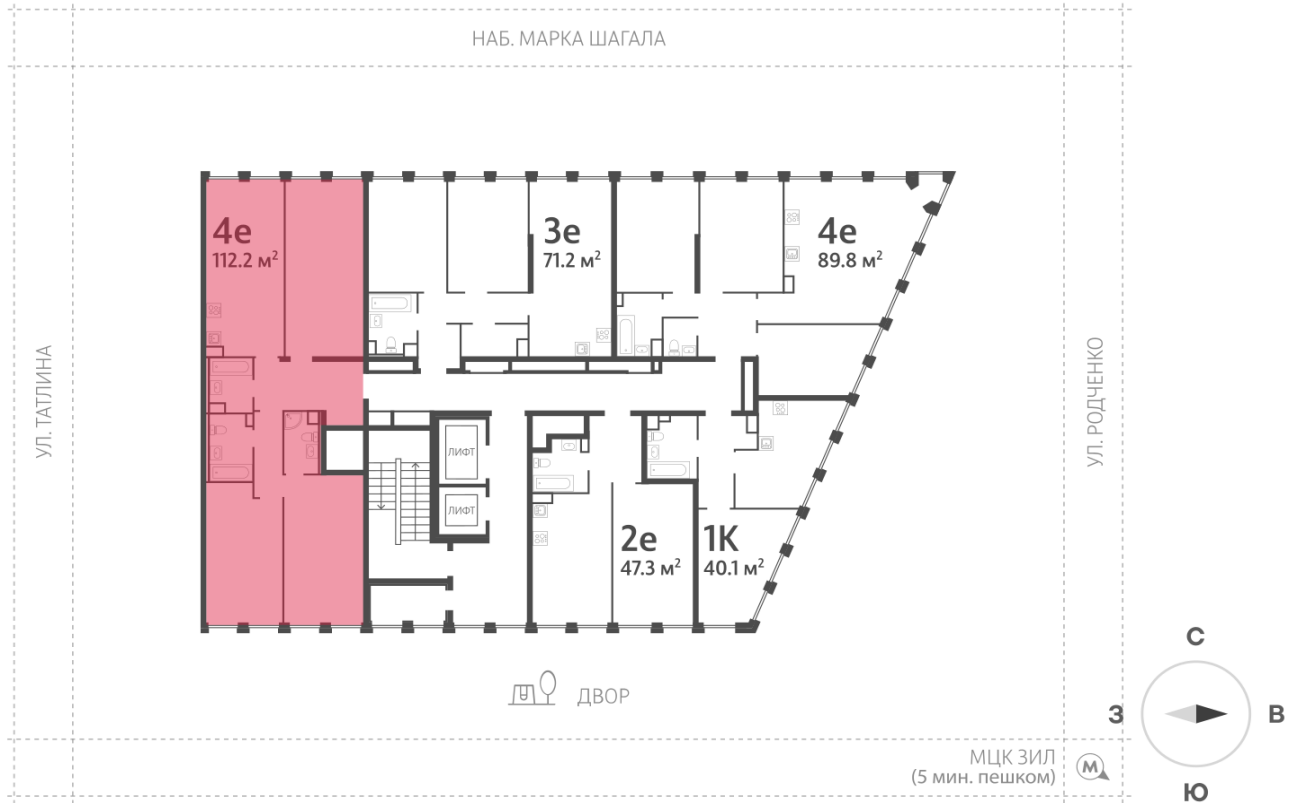 НАБ. МАРКА ШАГАЛА
4е
112.2 м²
3е
71.2 м²
4е
89.8 м²
УЛ. ТАТЛИНА
УЛ. РОДЧЕНКО
ЛИФТ
ЛИФТ
2е
47.3 м²
1К
40.1 м²
ДВОР
С
З
В
Ю
МЦК ЗИЛ
(5 мин. пешком)
М